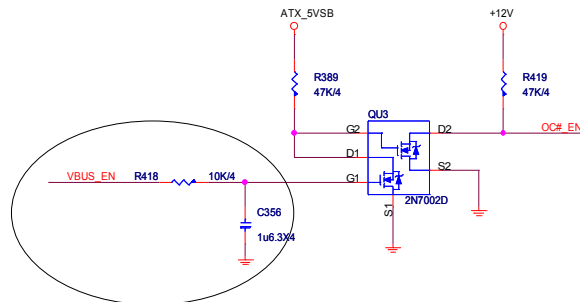 ATX_5VSB
+12V
R389
47K/4
R419
47K/4
QU3
G2
D2
OC#_EN
D1
VBUS_EN
R418
10K/4
G1
S2
2N7002D
S1
C356
1u6.3X4